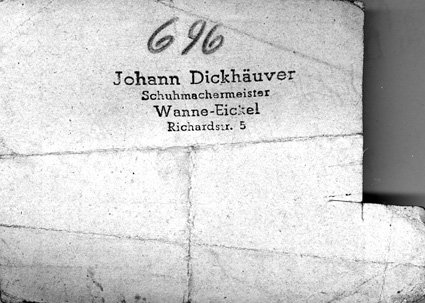 696
Johann Dickhäuver
Schuhmachermeister
Wanne-Eickel
Richardstr. 5